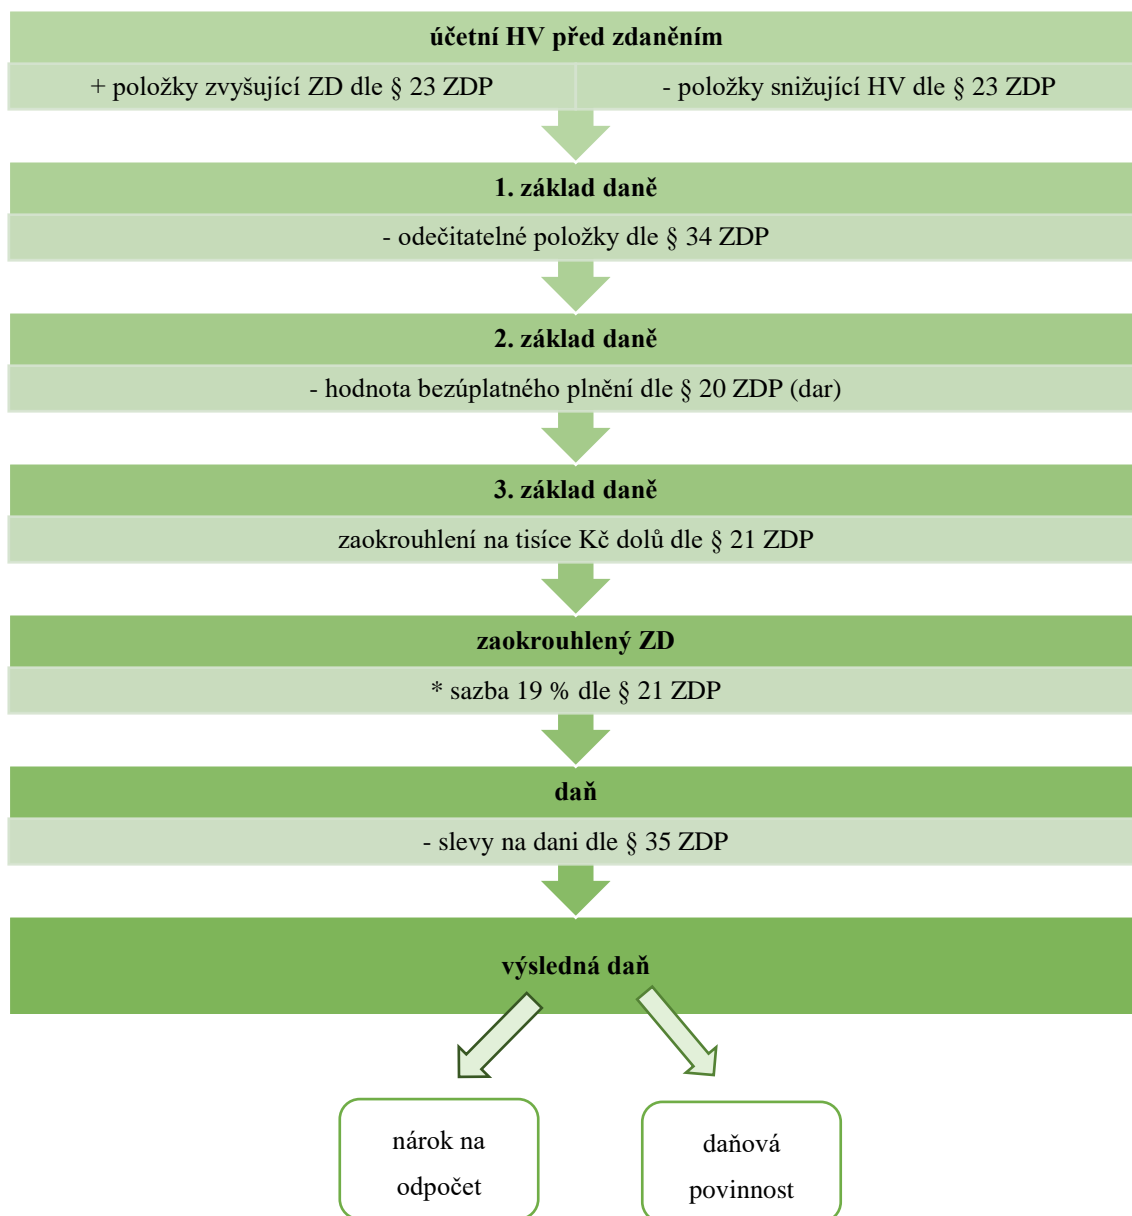 účetní HV před zdaněním
+ položky zvyšující ZD dle § 23 ZDP
- položky snižující HV dle § 23 ZDP
1. základ daně
- odečitatelné položky dle § 34 ZDP
2. základ daně
- hodnota bezúplatného plnění dle § 20 ZDP (dar)
3. základ daně
zaokrouhlení na tisíce Kč dolů dle § 21 ZDP
zaokrouhlený ZD
* sazba 19 % dle § 21 ZDP
daň
- slevy na dani dle § 35 ZDP
výsledná daň
nárok na
odpočet
daňová
povinnost